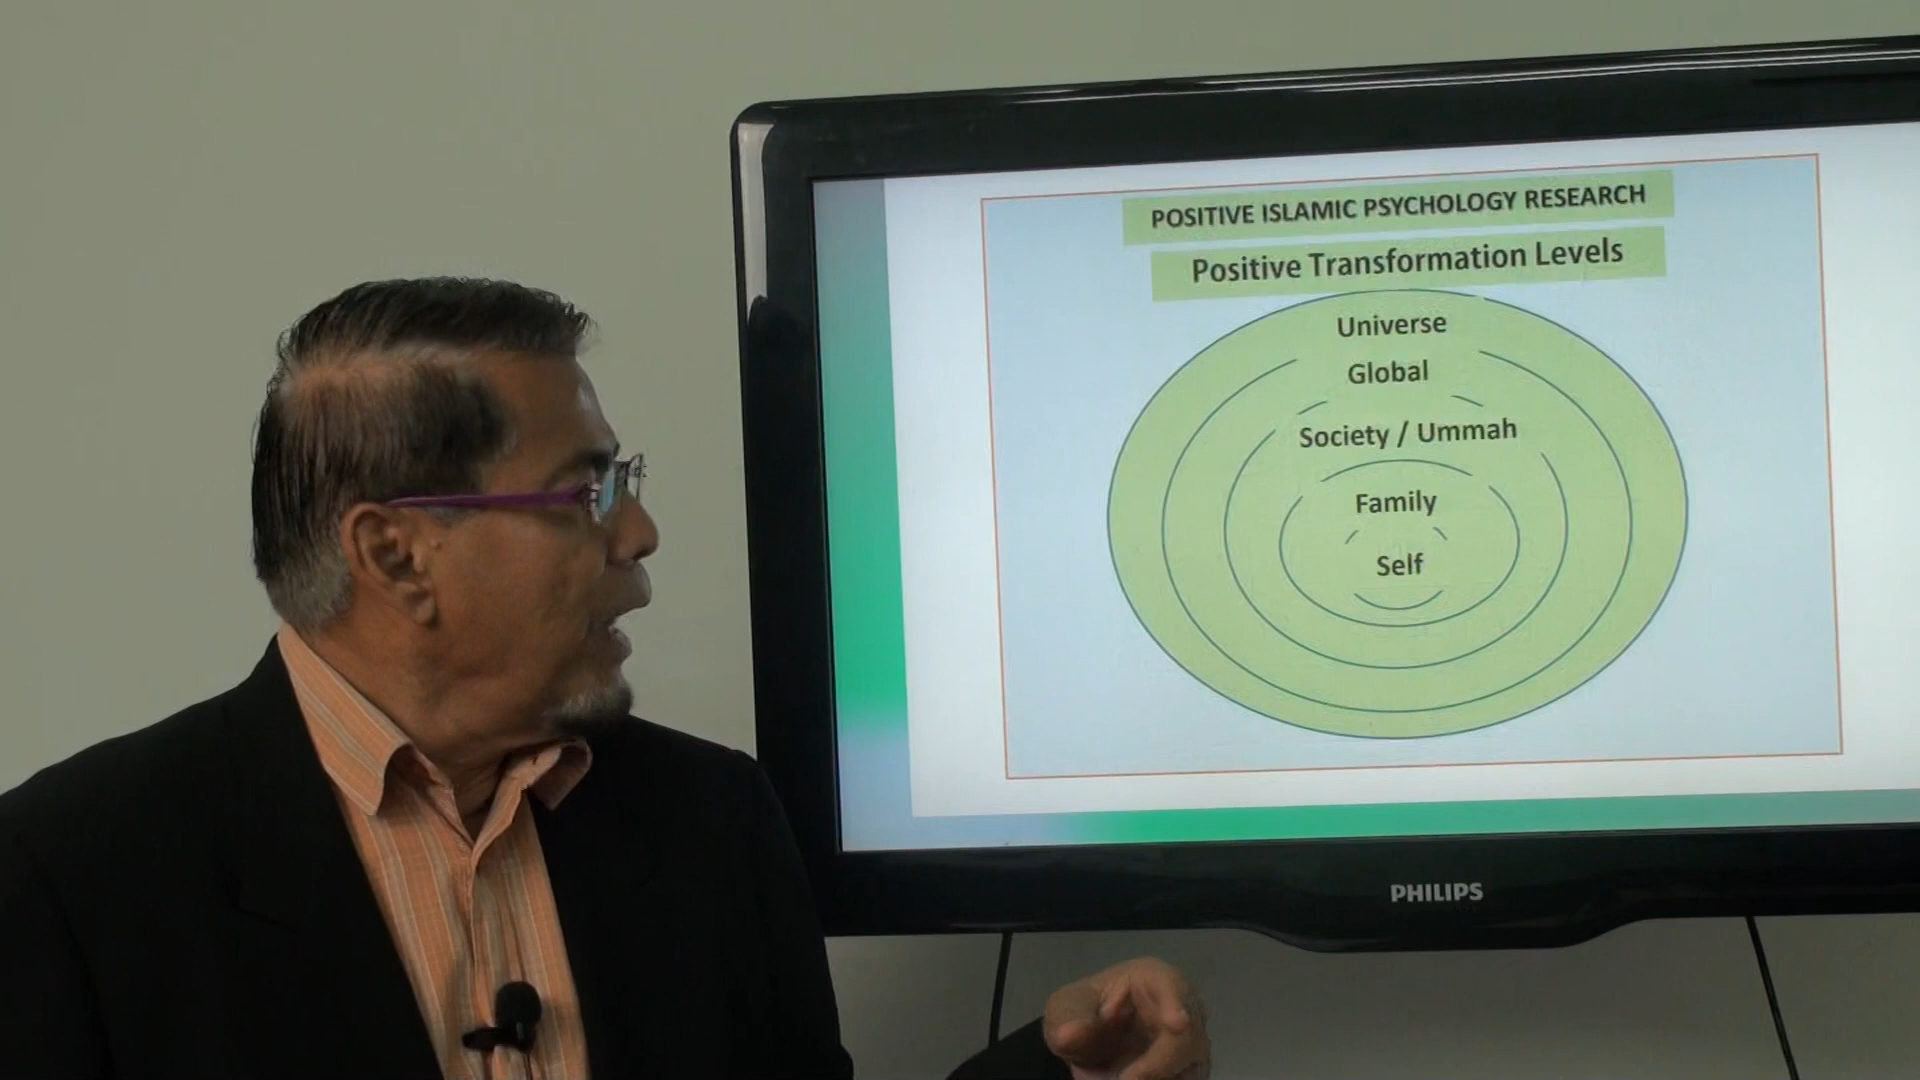 POSITIVE ISLAMIC PSYCHOLOGY RESEARCH
Positive Transformation Levels
Universe
Global
Society / Ummah
Family
Self
PHILIPS